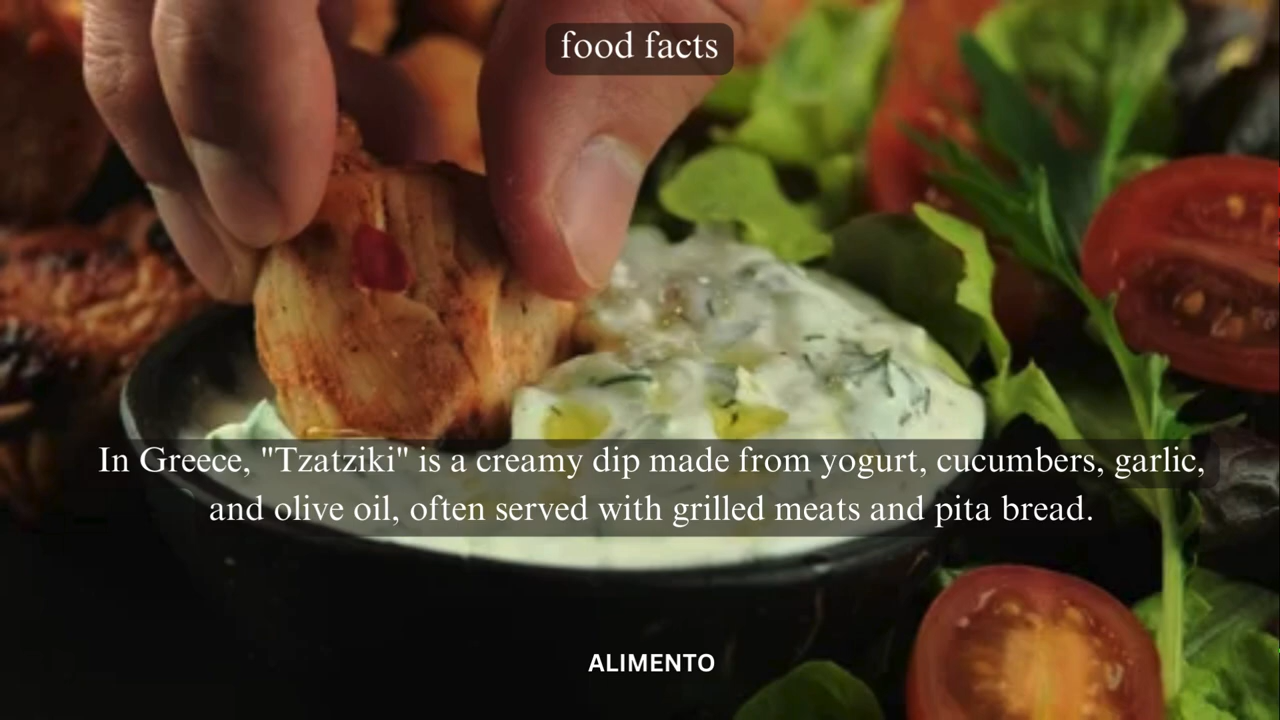 food facts
In Greece, "Tzatziki" is a creamy dip made from yogurt, cucumbers, garlic,
and olive oil, often served with grilled meats and pita bread.
ALIMENTO